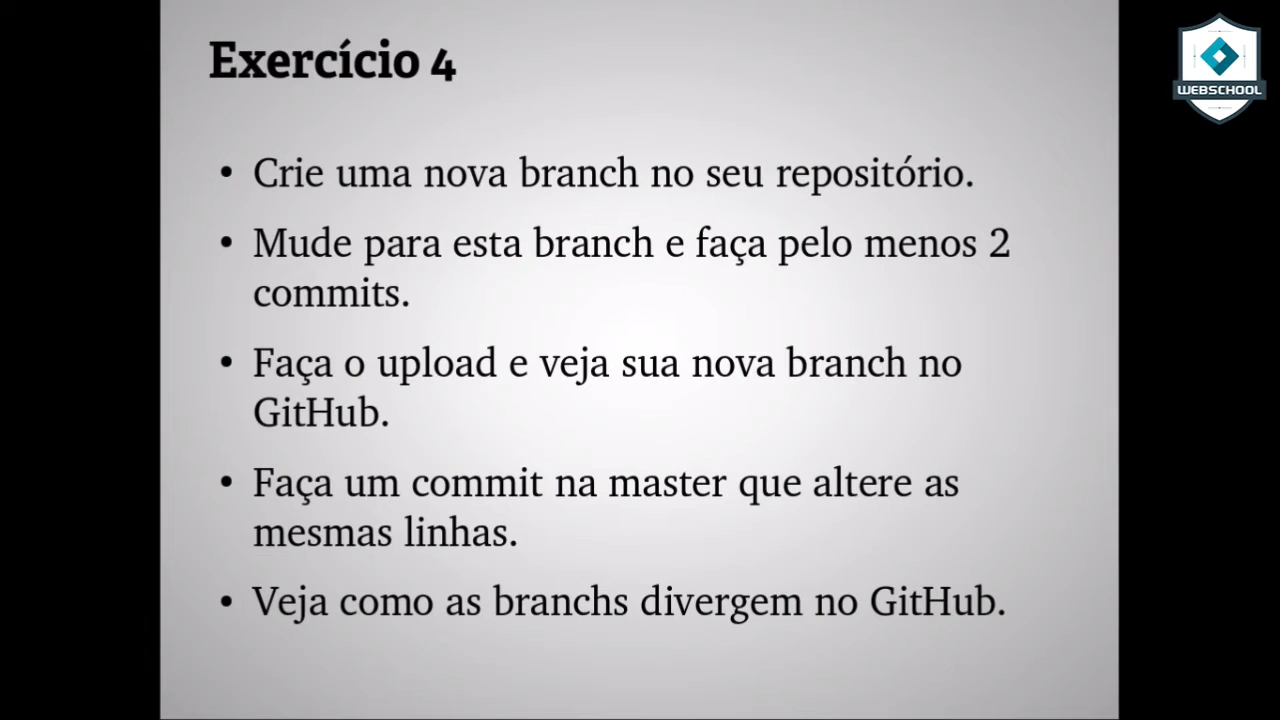 Exercício 4
WEBSCHOOL
• Crie uma nova branch no seu repositório.
• Mude para esta branch e faça pelo menos 2
commits.
• Faça o upload e veja sua nova branch no
GitHub.
• Faça um commit na master que altere as
mesmas linhas.
• Veja como as branchs divergem no GitHub.